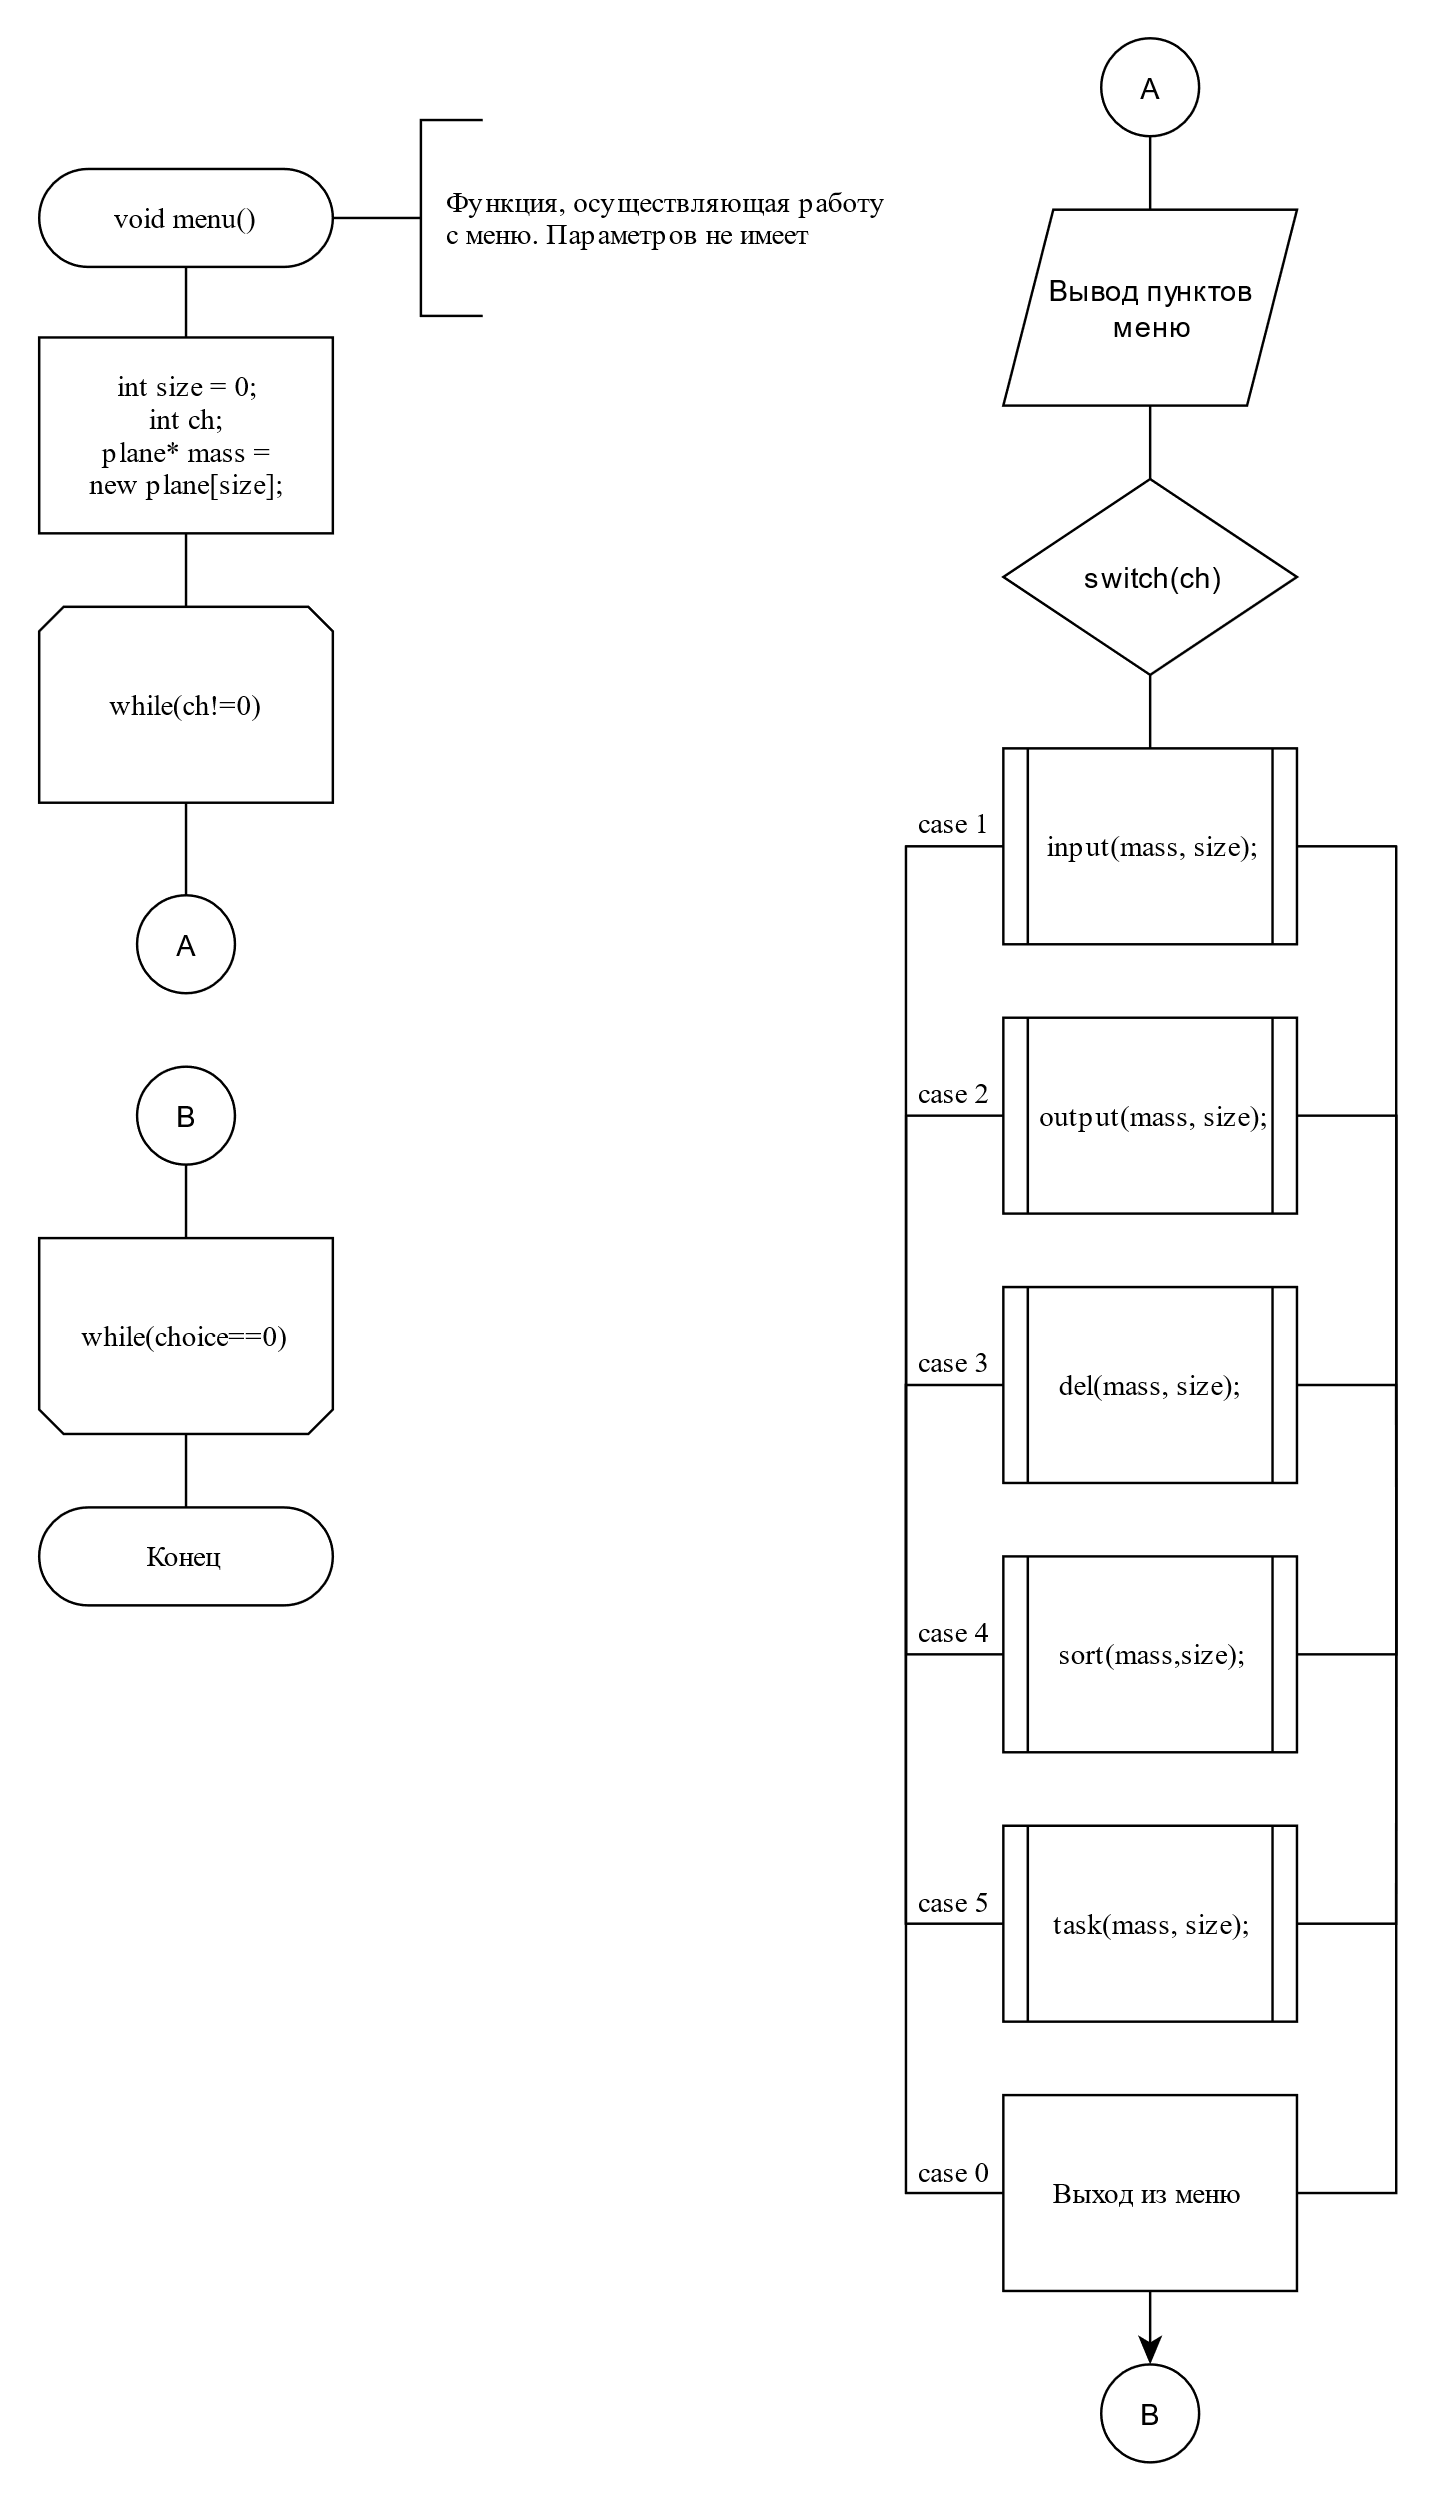 void menu()
Функция, осуществляющая работу
с меню. Параметров не имеет
int size = 0;
int ch;
plane* mass =
new plane[size];
while(ch!=0)
A
B
while(choice==0)
Конец
A
Вывод пунктов
меню
switch(ch)
case 1
input(mass, size);
case 2
output(mass, size);
case 3
del(mass, size);
case 4
sort(mass,size);
case 5
task(mass, size);
case 0
Выход из меню
B